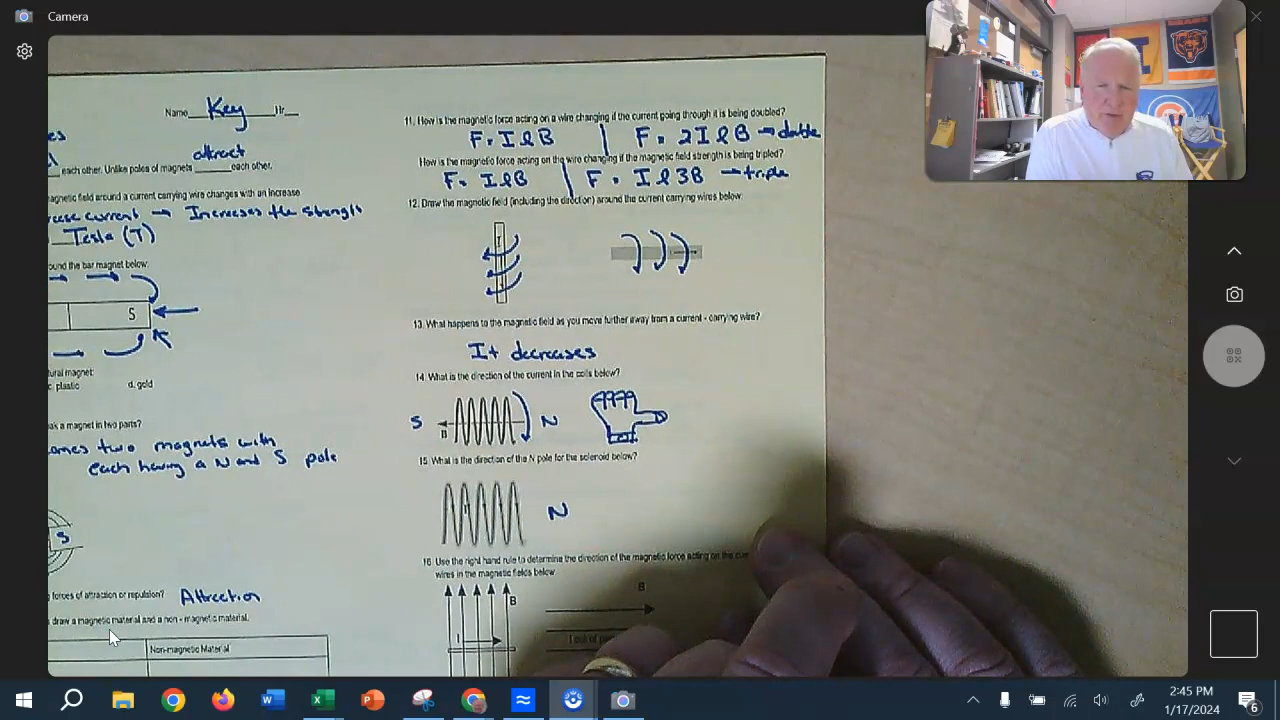 Camera
Name Key Hr
attract
each other. Unlike poles of magnets each other.
agnetic field around a current carrying wire changes with an increase
rease current → Increases the strength
Tesla (T)
ound the bar magnet below:
S
tural magnet:
c. plastic d. gold
ak a magnet in two parts?
omes two magnets with
each having a N and S pole
S
forces of attraction or repulsion? Attraction
draw a magnetic material and a non - magnetic material.
Non-magnetic Material
11. How is the magnetic force acting on a wire changing if the current going through it is being doubled?
F = I l B F = 2 I l B → double
How is the magnetic force acting on the wire changing if the magnetic field strength is being tripled?
F = I l B F = I l 3B → triple
12. Draw the magnetic field (including the direction) around the current carrying wires below:
I
13. What happens to the magnetic field as you move further away from a current - carrying wire?
It decreases
14. What is the direction of the current in the coils below?
S B N
15. What is the direction of the N pole for the solenoid below?
N
16. Use the right hand rule to determine the direction of the magnetic force acting on the
wires in the magnetic fields below
B B
I I out of
BEARS
C
2:45 PM
1/17/2024
6